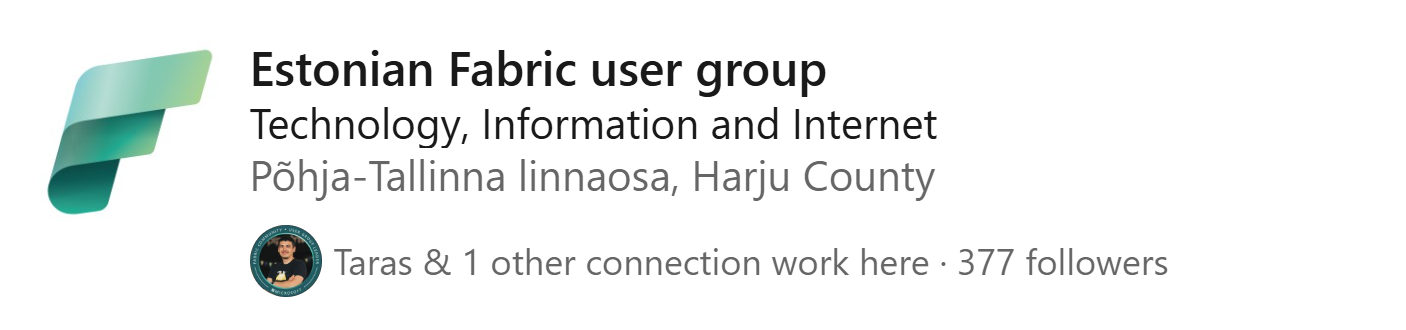 Estonian Fabric user group
Technology, Information and Internet
Põhja-Tallinna linnaosa, Harju County
Taras & 1 other connection work here · 377 followers